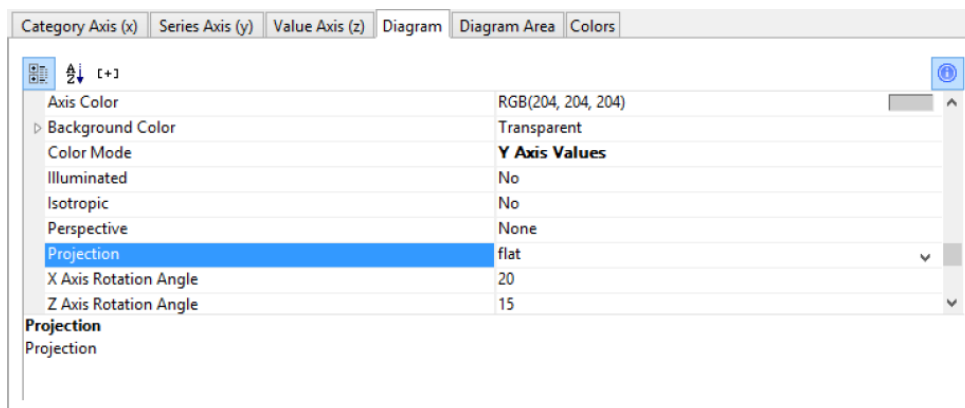 Category Axis (x) Series Axis (y) Value Axis (z) Diagram Diagram Area Colors
A Z [+]
Axis Color RGB(204, 204, 204)
Background Color Transparent
Color Mode Y Axis Values
Illuminated No
Isotropic No
Perspective None
Projection flat
X Axis Rotation Angle 20
Z Axis Rotation Angle 15
Projection
Projection